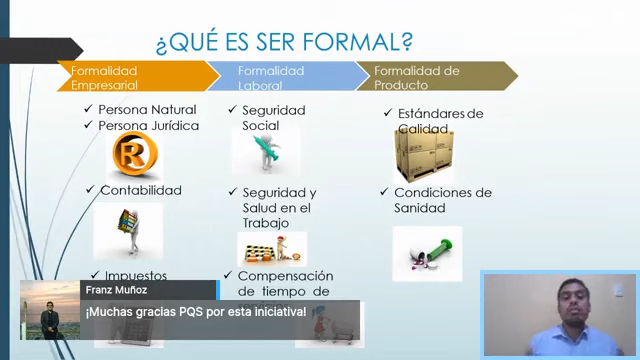 ¿QUÉ ES SER FORMAL?
Formalidad
Empresarial
Formalidad
Laboral
Formalidad de
Producto
✓ Persona Natural
✓ Persona Jurídica
R
✓ Contabilidad
✓ Impuestos
✓ Seguridad
Social
✓ Seguridad y
Salud en el
Trabajo
✓ Compensación
de tiempo de
✓ Estándares de
Calidad
✓ Condiciones de
Sanidad
Franz Muñoz
¡Muchas gracias PQS por esta iniciativa!